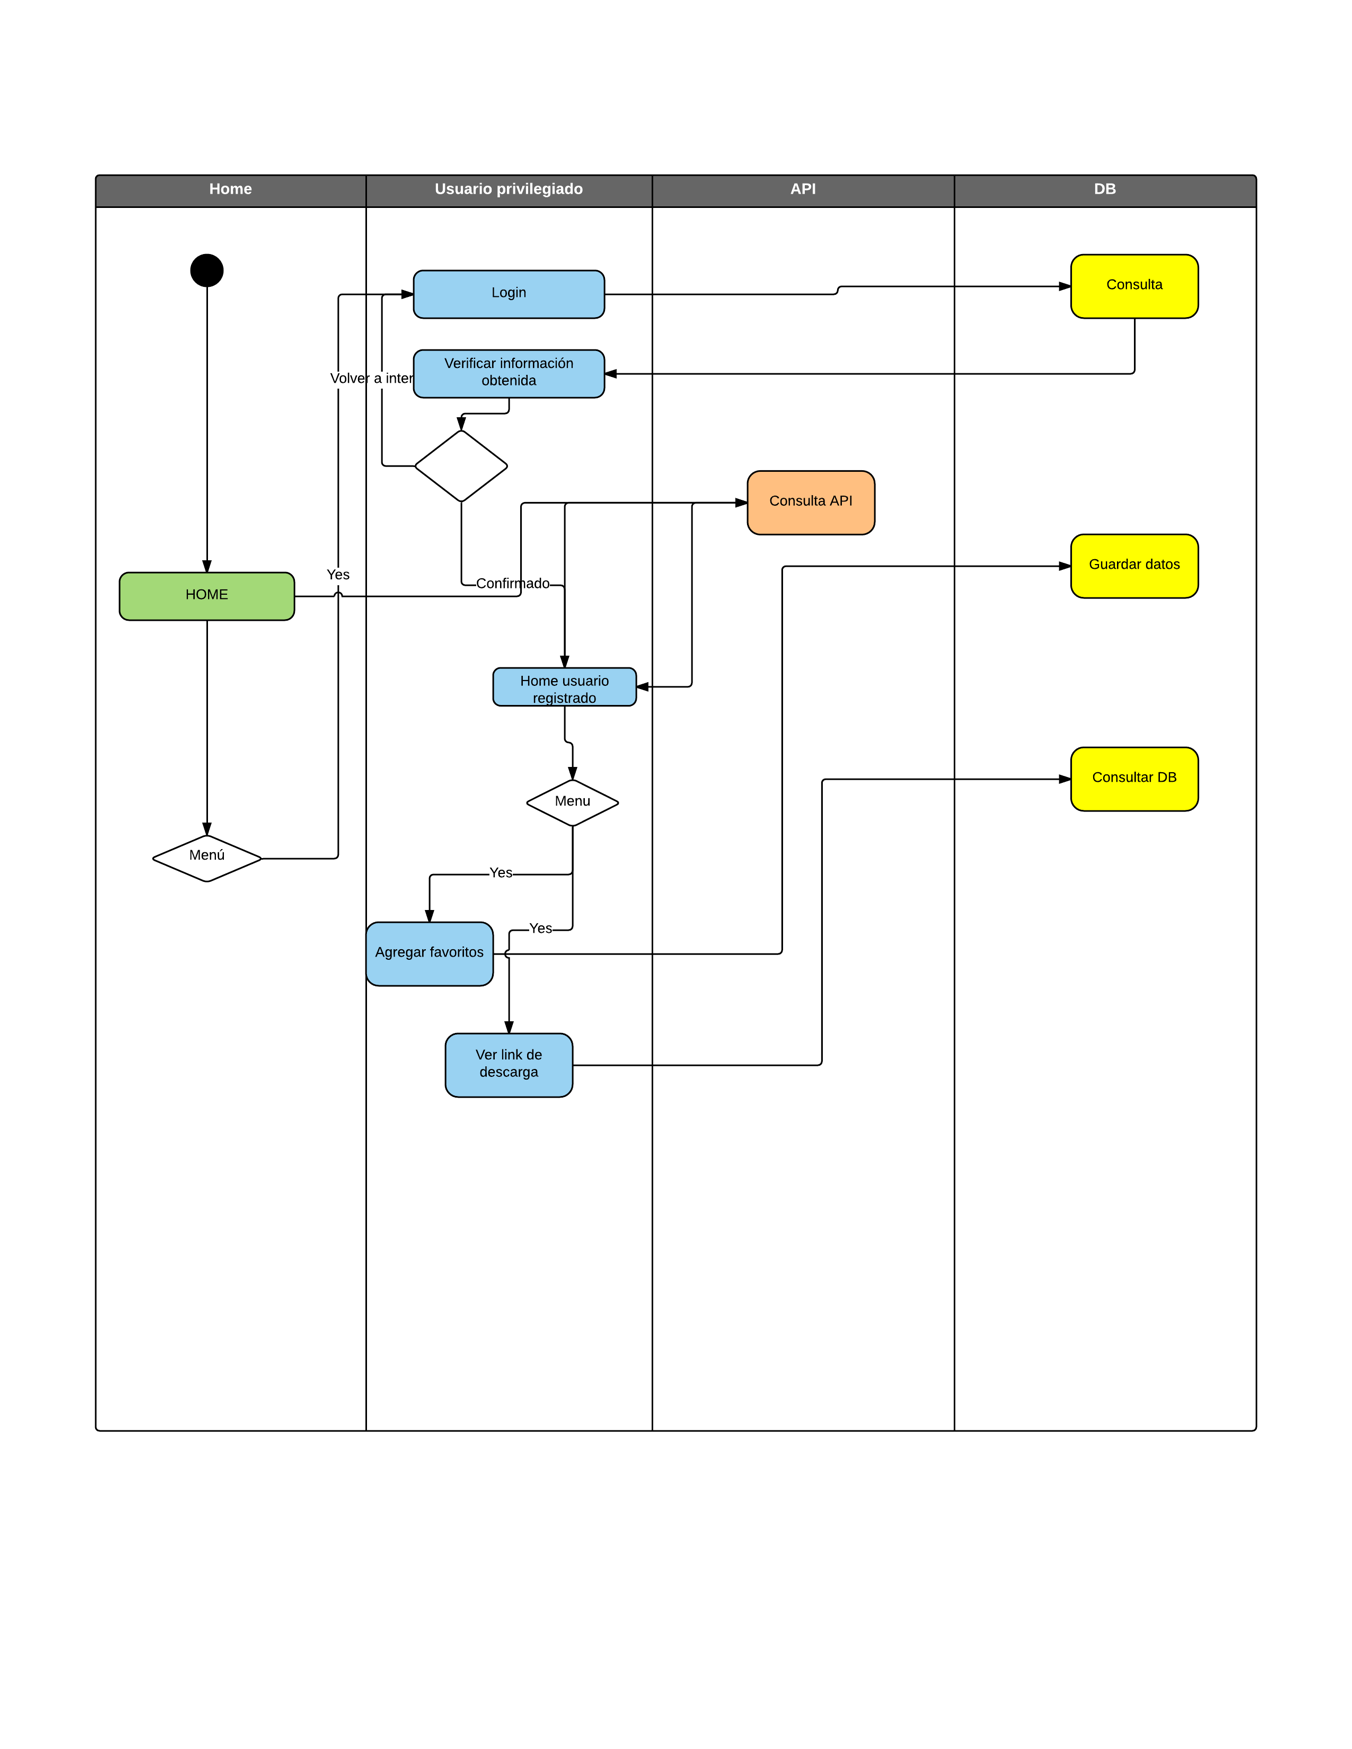 Home
Usuario privilegiado
API
DB
Login
Consulta
Verificar información
obtenida
Volver a inter
Consulta API
Guardar datos
Yes
Confirmado
HOME
Home usuario
registrado
Consultar DB
Menu
Menú
Yes
Yes
Agregar favoritos
Ver link de
descarga